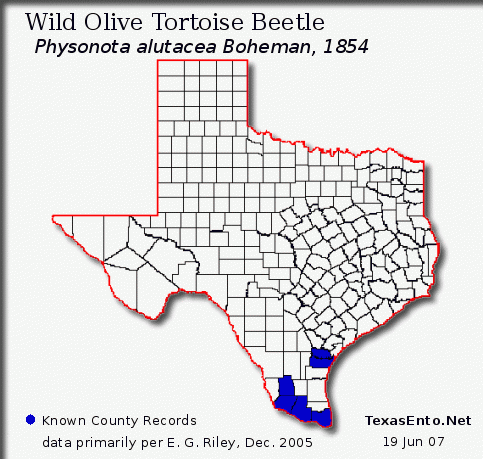 Wild Olive Tortoise Beetle
Physonota alutacea Boheman, 1854
Known County Records
TexasEnto.Net
data primarily per E. G. Riley, Dec. 2005
19 Jun 07